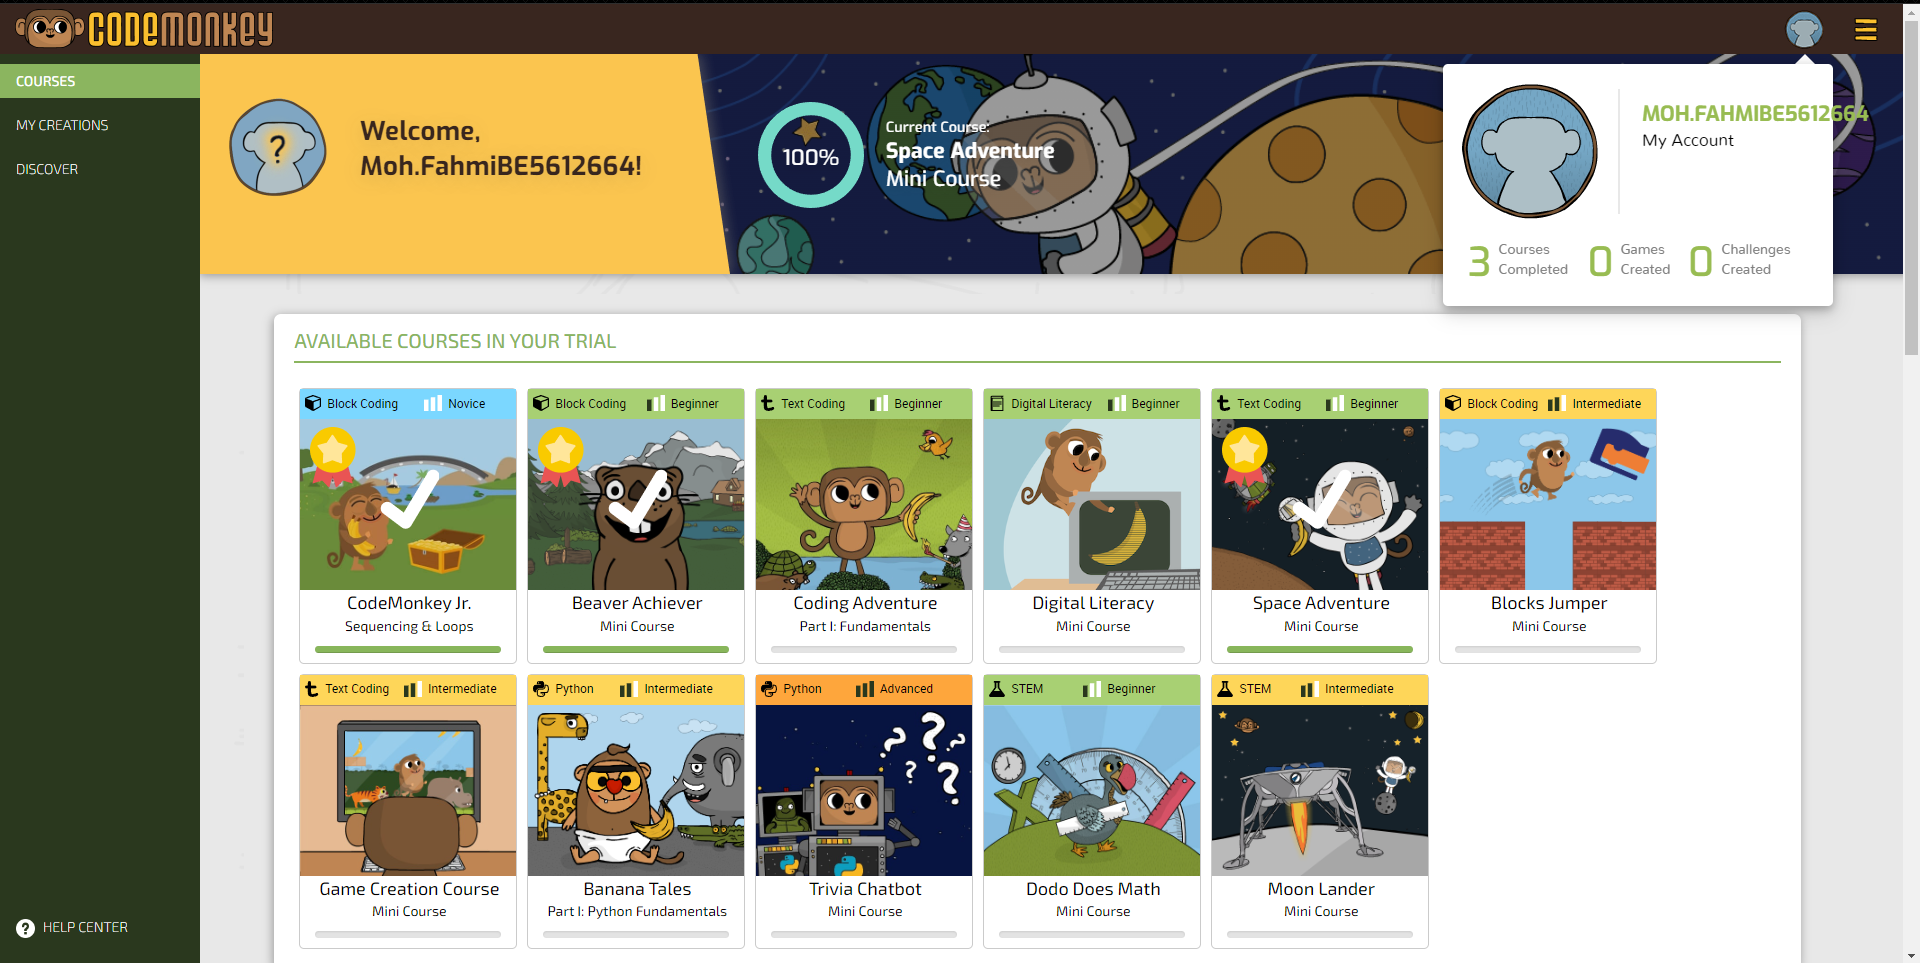 CODEMONKEY
COURSES
MY CREATIONS
DISCOVER
HELP CENTER
Welcome,
Moh.FahmiBE5612664!
100%
Current Course:
Space Adventure
Mini Course
MOH.FAHMIBE5612664
My Account
3 Courses Completed
0 Games Created
0 Challenges Created
AVAILABLE COURSES IN YOUR TRIAL
Block Coding Novice
CodeMonkey Jr.
Sequencing & Loops
Block Coding Beginner
Beaver Achiever
Mini Course
Text Coding Beginner
Coding Adventure
Part I: Fundamentals
Digital Literacy Beginner
Digital Literacy
Mini Course
Text Coding Beginner
Space Adventure
Mini Course
Block Coding Intermediate
Blocks Jumper
Mini Course
Text Coding Intermediate
Game Creation Course
Mini Course
Python Intermediate
Banana Tales
Part I: Python Fundamentals
Python Advanced
Trivia Chatbot
Mini Course
STEM Beginner
Dodo Does Math
Mini Course
STEM Intermediate
Moon Lander
Mini Course